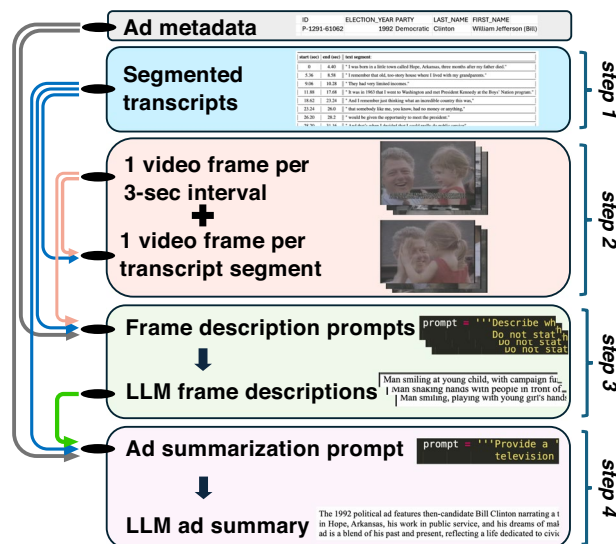 Ad metadata
ID ELECTION_YEAR PARTY LAST_NAME FIRST_NAME
P-1291-61062 1992 Democratic Clinton William Jefferson (Bill)
Segmented
transcripts
start (sec) end (sec) text segment
0 4.40 "I was born in a little town called Hope, Arkansas, three months after my father died."
5.36 8.58 "I remember that old, two-story house where I lived with my grandparents."
9.06 10.28 "They had very limited incomes."
11.88 17.68 "It was in 1963 that I went to Washington and met President Kennedy at the Boys' Nation program."
18.62 23.24 "And I remember just thinking what an incredible country this was,"
23.24 26.0 "that somebody like me, you know, had no money or anything,"
26.20 28.2 "would be given the opportunity to meet the president."
step 1
1 video frame per
3-sec interval
+
1 video frame per
transcript segment
step 2
Frame description prompts
prompt = '''Describe wh
Do not stat
Do not stat
Do not stat
LLM frame descriptions
Man smiling at young child, with campaign fu
Man shaking hands with people in front of
Man smiling, playing with young girl's hands
step 3
Ad summarization prompt
prompt = '''Provide a
television
LLM ad summary
The 1992 political ad features then-candidate Bill Clinton narrating a t
in Hope, Arkansas, his work in public service, and his dreams of mak
ad is a blend of his past and present, reflecting a life dedicated to civic
step 4